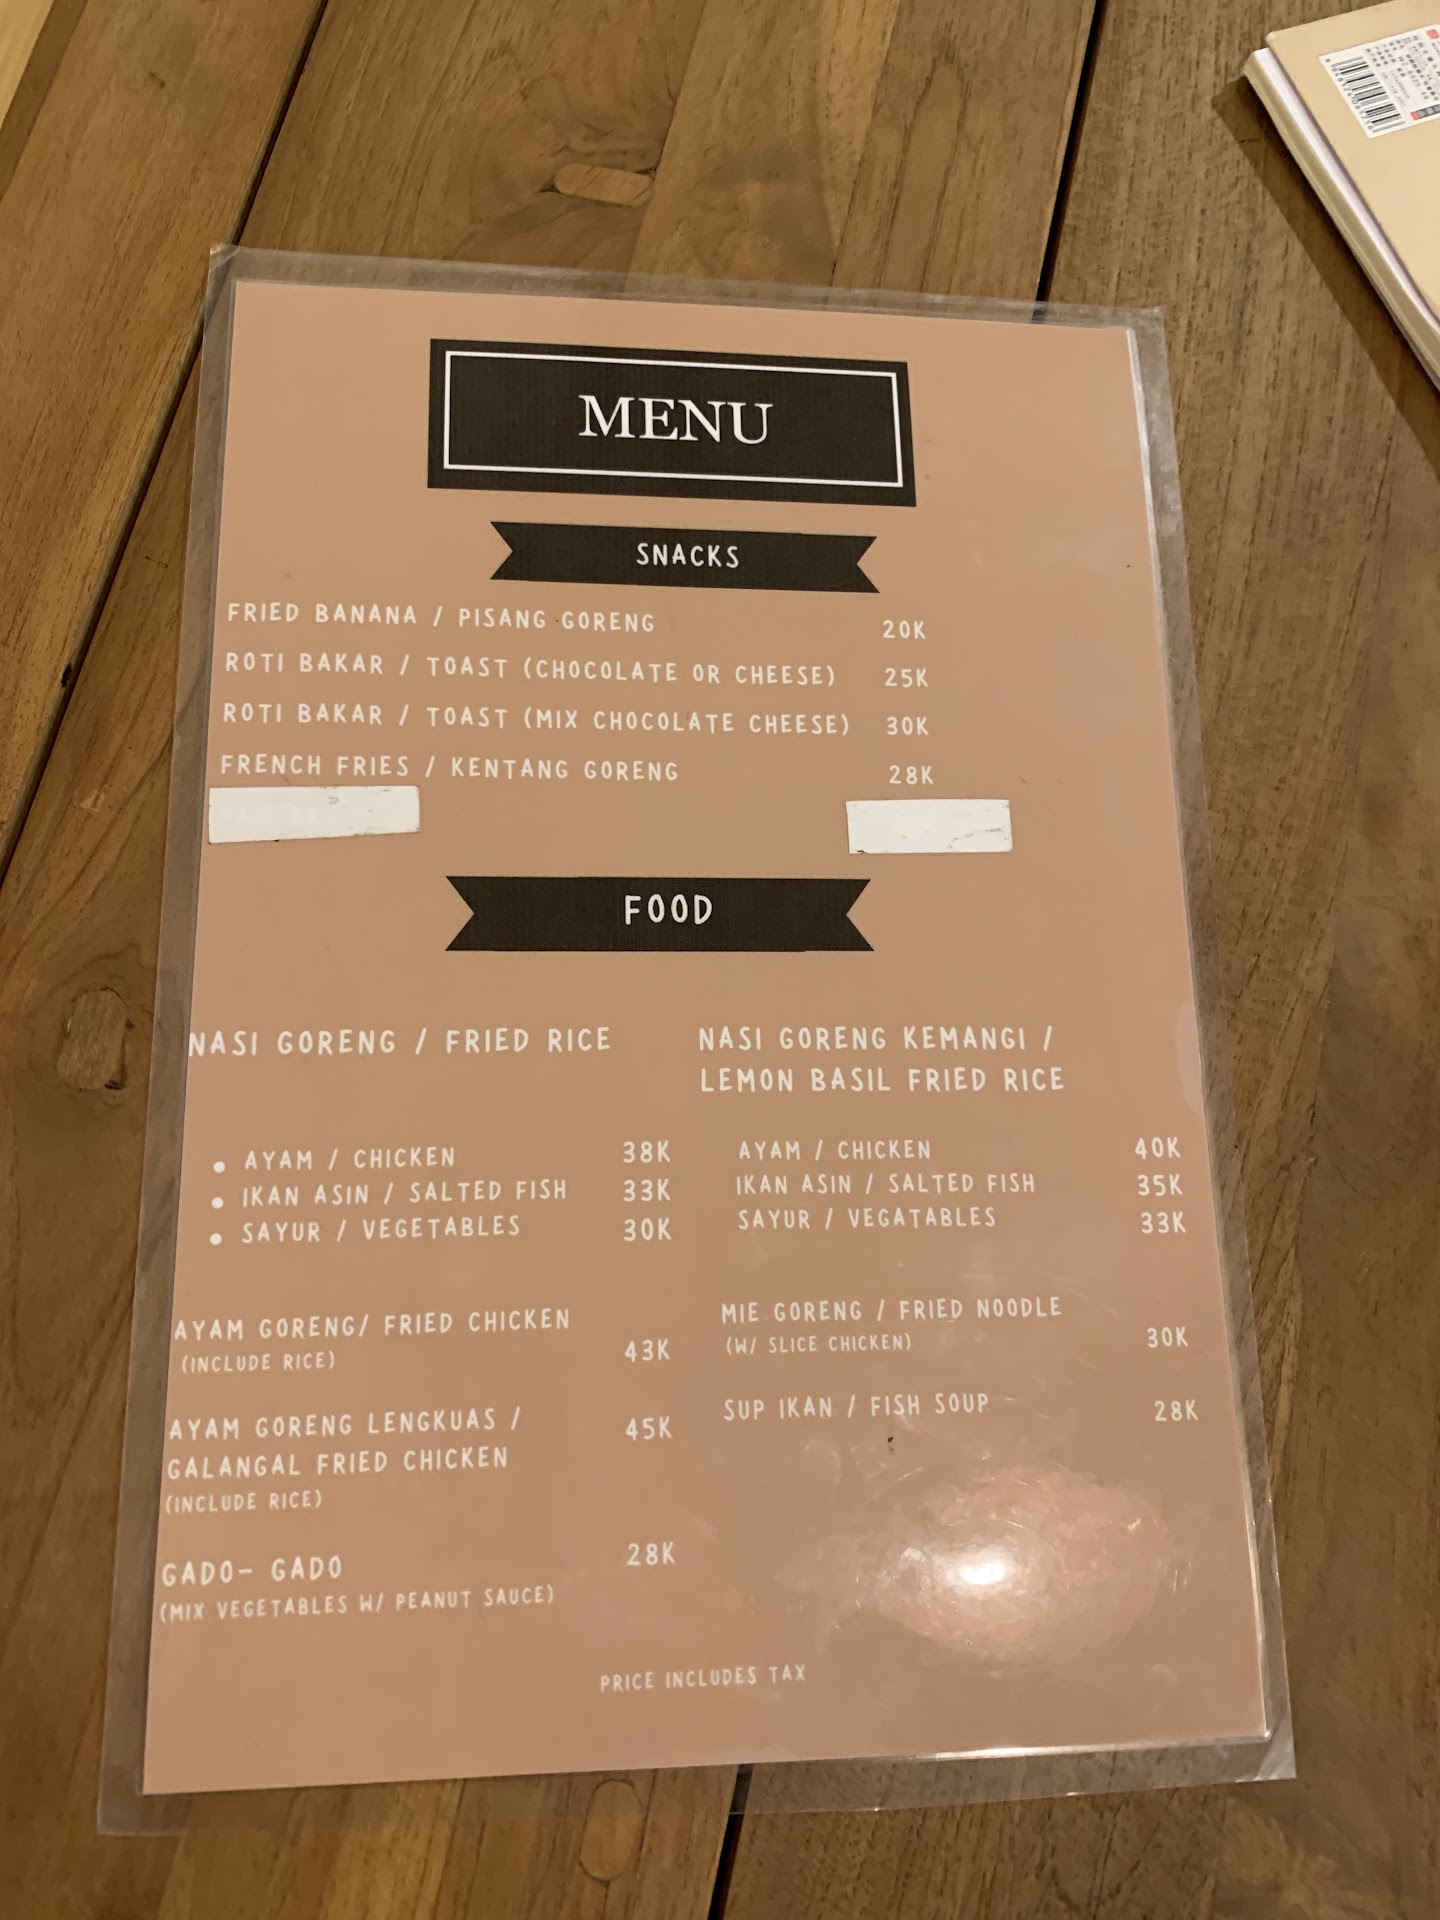 MENU
SNACKS
FRIED BANANA / PISANG GORENG 20K
ROTI BAKAR / TOAST (CHOCOLATE OR CHEESE) 25K
ROTI BAKAR / TOAST (MIX CHOCOLATE CHEESE) 30K
FRENCH FRIES / KENTANG GORENG 28K
FOOD
NASI GORENG / FRIED RICE
• AYAM / CHICKEN 38K
• IKAN ASIN / SALTED FISH 33K
• SAYUR / VEGETABLES 30K
AYAM GORENG/ FRIED CHICKEN
(INCLUDE RICE) 43K
AYAM GORENG LENGKUAS / 45K
GALANGAL FRIED CHICKEN
(INCLUDE RICE)
GADO- GADO 28K
(MIX VEGETABLES W/ PEANUT SAUCE)
NASI GORENG KEMANGI /
LEMON BASIL FRIED RICE
AYAM / CHICKEN 40K
IKAN ASIN / SALTED FISH 35K
SAYUR / VEGATABLES 33K
MIE GORENG / FRIED NOODLE
(W/ SLICE CHICKEN) 30K
SUP IKAN / FISH SOUP 28K
PRICE INCLUDES TAX